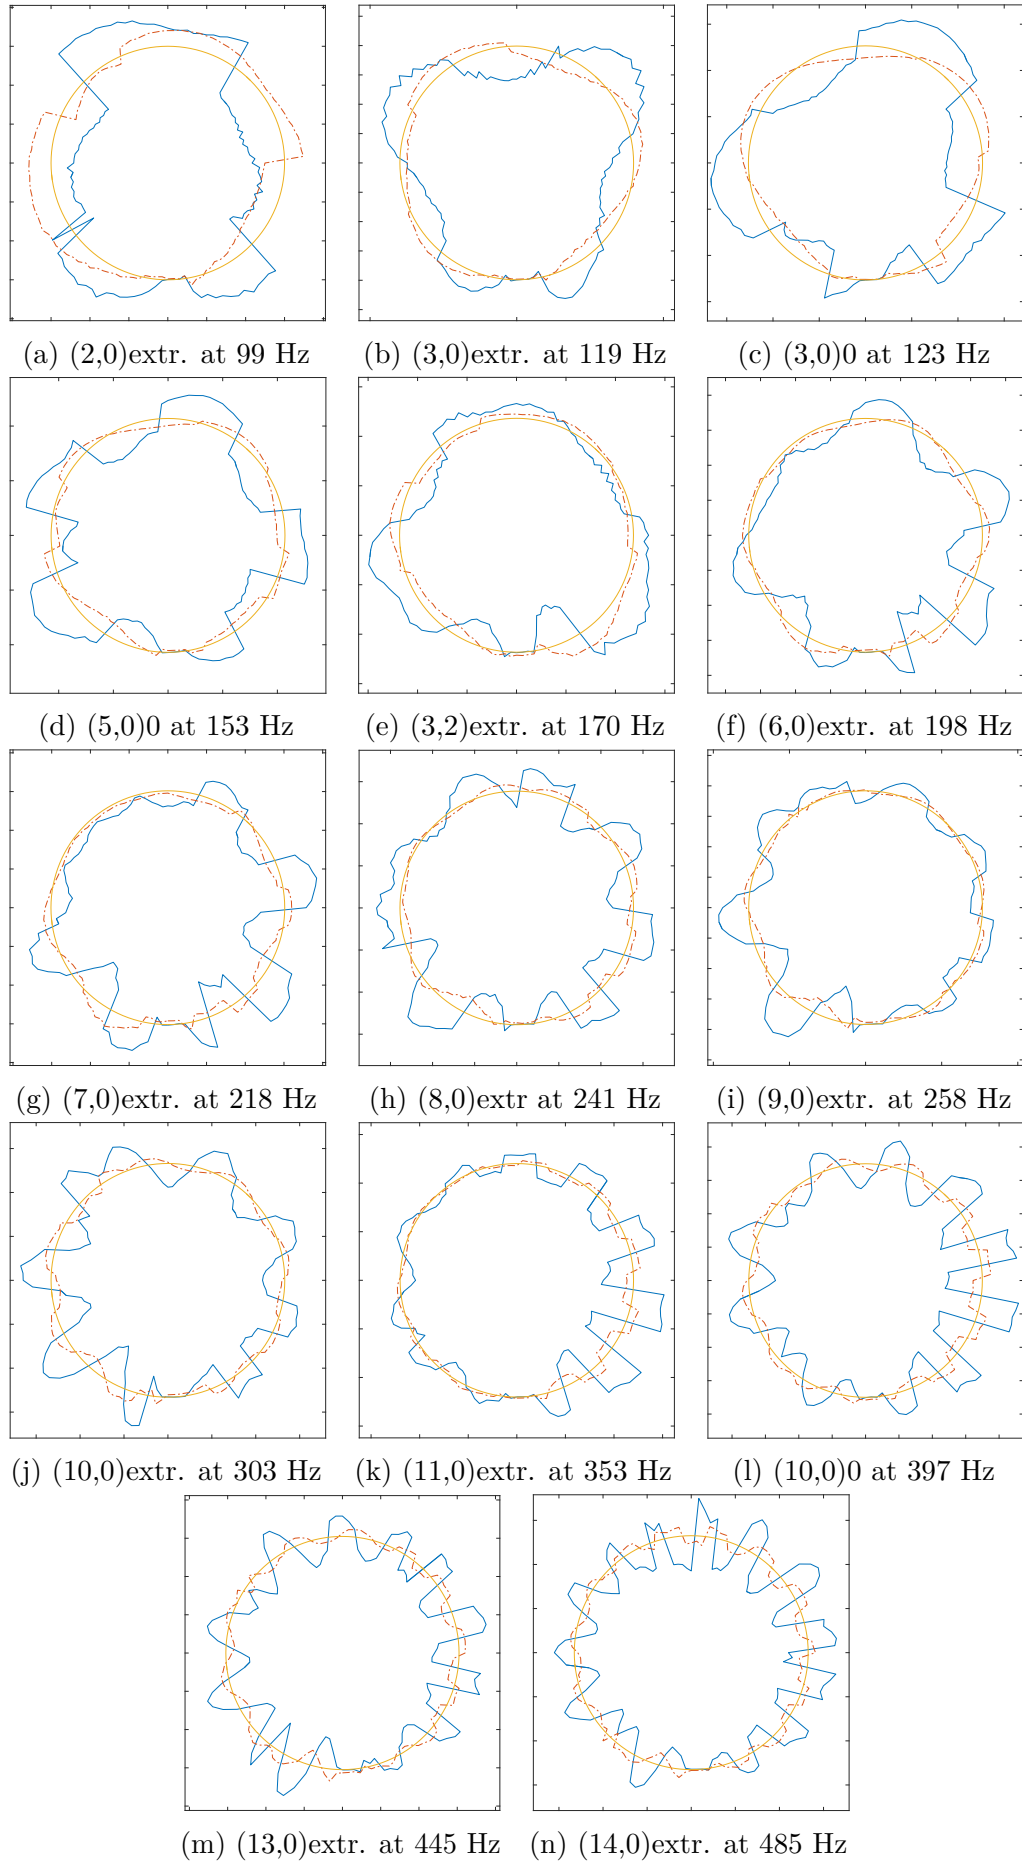 (a) (2,0)extr. at 99 Hz
(b) (3,0)extr. at 119 Hz
(c) (3,0)0 at 123 Hz
(d) (5,0)0 at 153 Hz
(e) (3,2)extr. at 170 Hz
(f) (6,0)extr. at 198 Hz
(g) (7,0)extr. at 218 Hz
(h) (8,0)extr at 241 Hz
(i) (9,0)extr. at 258 Hz
(j) (10,0)extr. at 303 Hz
(k) (11,0)extr. at 353 Hz
(l) (10,0)0 at 397 Hz
(m) (13,0)extr. at 445 Hz
(n) (14,0)extr. at 485 Hz